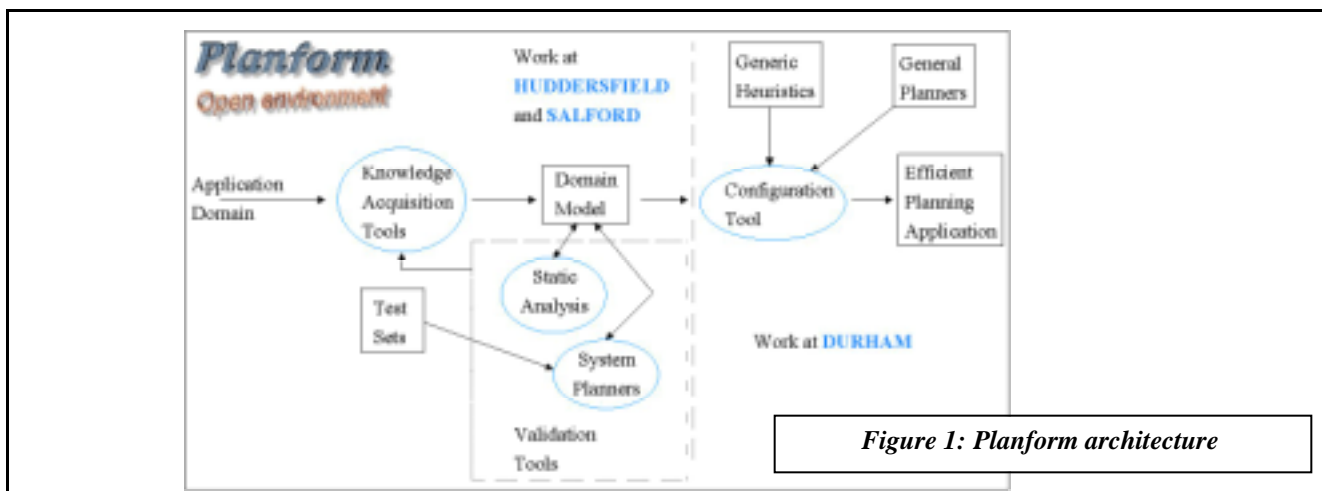 Planform
Open environment
Work at
HUDDERSFIELD
and SALFORD
Generic
Heuristics
General
Planners
Application
Domain
Knowledge
Acquisition
Tools
Domain
Model
Configuration
Tool
Efficient
Planning
Application
Static
Analysis
Test
Sets
System
Planners
Work at DURHAM
Validation
Tools
Figure 1: Planform architecture